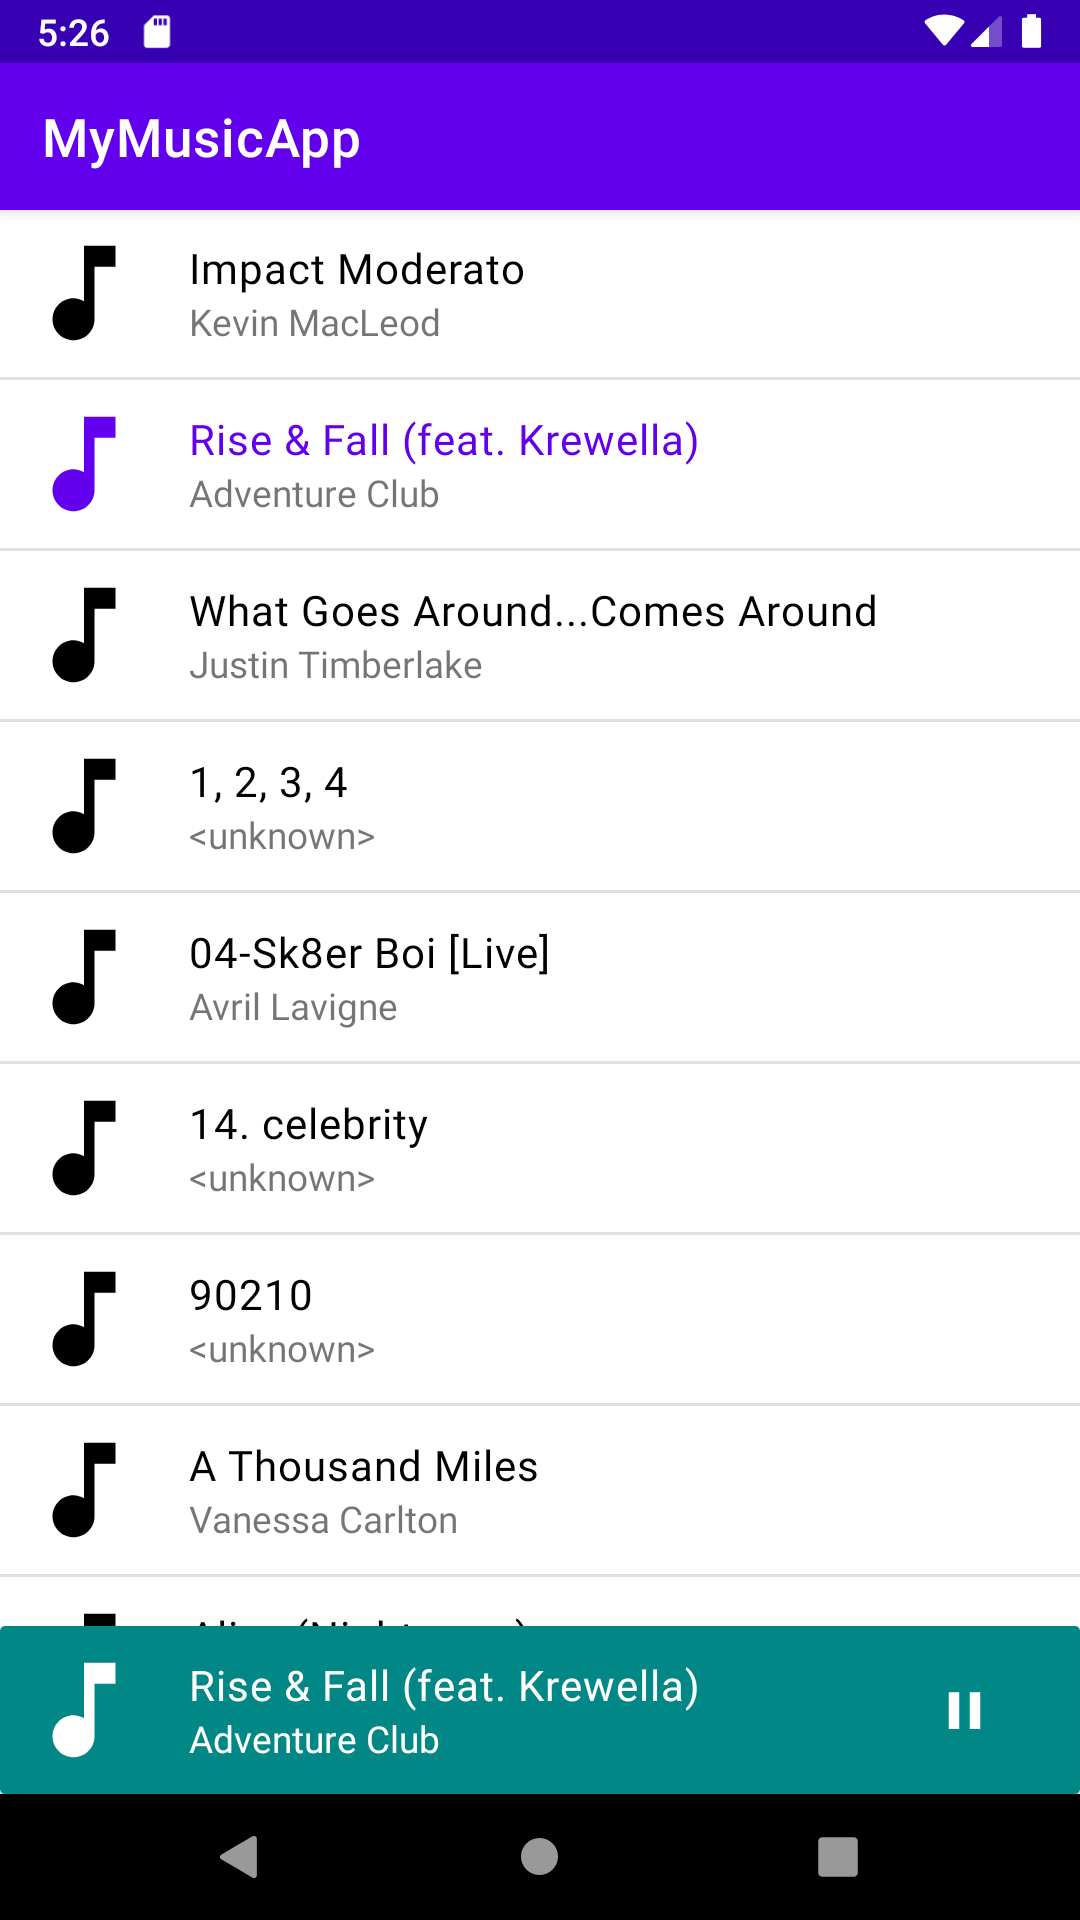 5:26
MyMusicApp
Impact Moderato
Kevin MacLeod
Rise & Fall (feat. Krewella)
Adventure Club
What Goes Around...Comes Around
Justin Timberlake
1, 2, 3, 4
<unknown>
04-Sk8er Boi [Live]
Avril Lavigne
14. celebrity
<unknown>
90210
<unknown>
A Thousand Miles
Vanessa Carlton
Rise & Fall (feat. Krewella)
Adventure Club